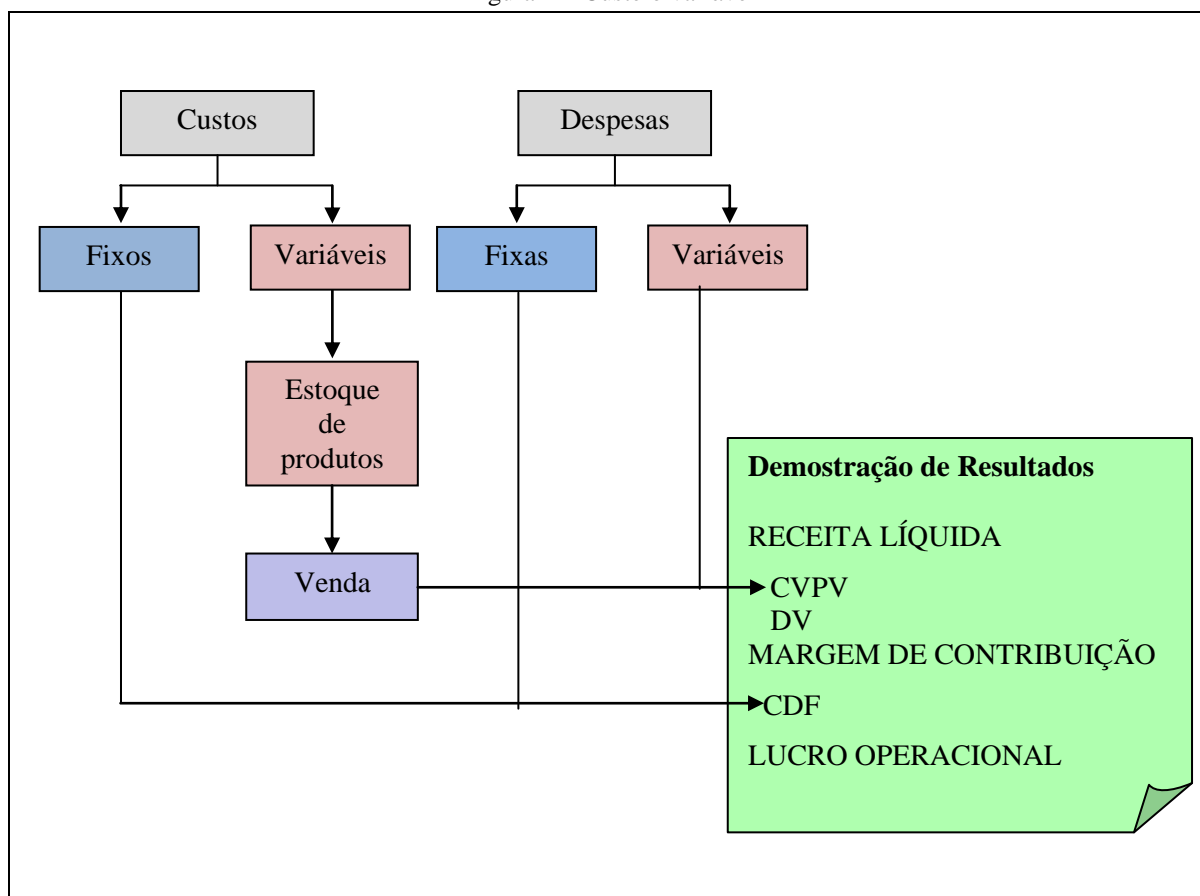 Custos
Despesas
Fixos
Variáveis
Fixas
Variáveis
Estoque
de
produtos
Venda
Demostração de Resultados
RECEITA LÍQUIDA
CVPV
DV
MARGEM DE CONTRIBUIÇÃO
CDF
LUCRO OPERACIONAL